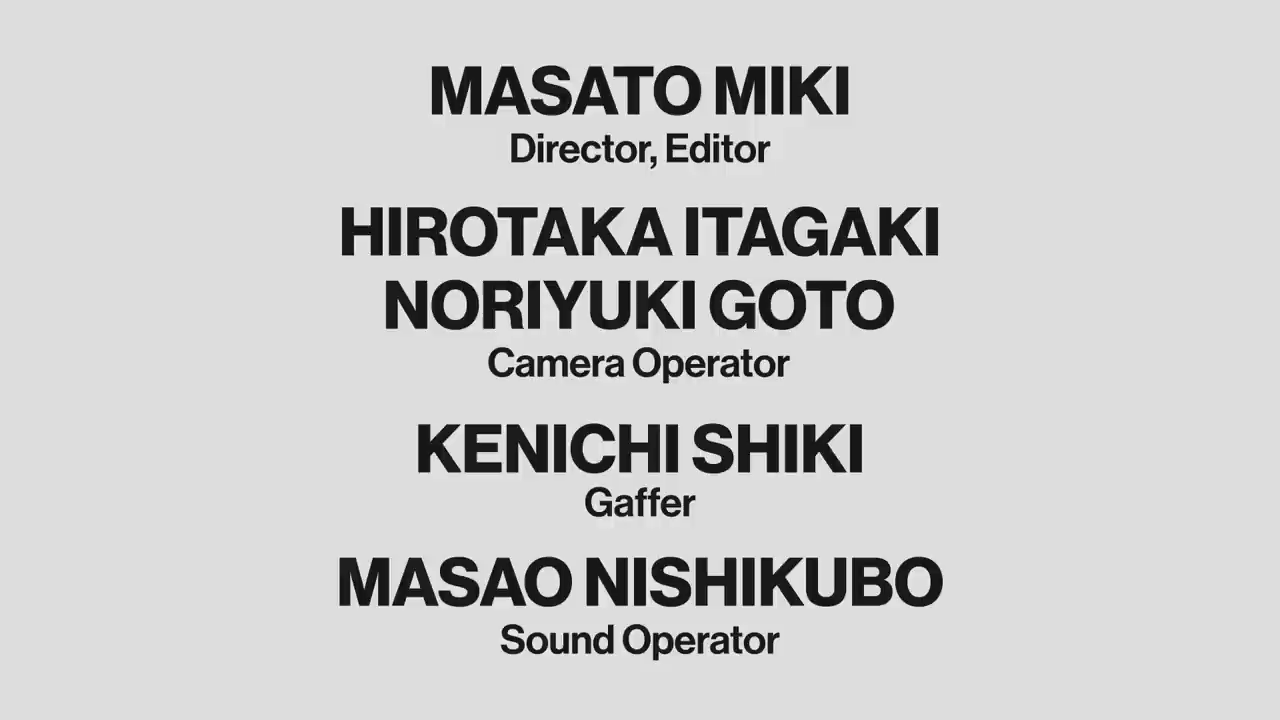 MASATO MIKI
Director, Editor
HIROTAKA ITAGAKI
NORIYUKI GOTO
Camera Operator
KENICHI SHIKI
Gaffer
MASAO NISHIKUBO
Sound Operator